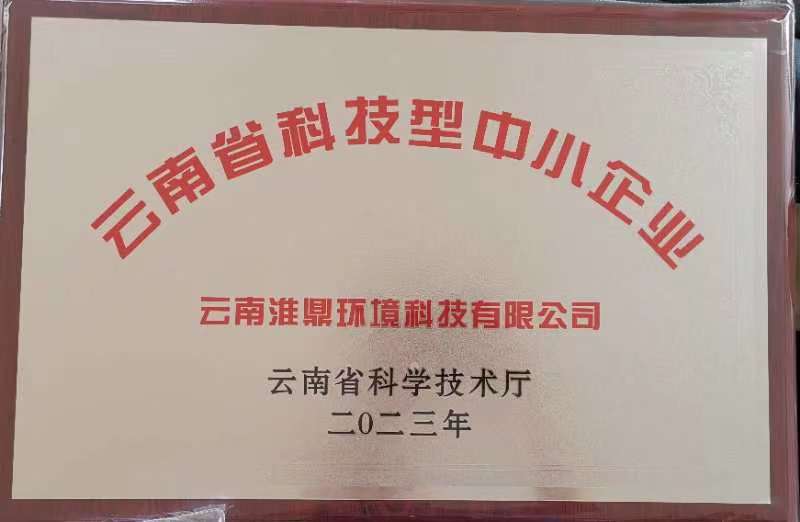 云南省科技型中小企业
云南淮鼎环境科技有限公司
云南省科学技术厅
二0二三年